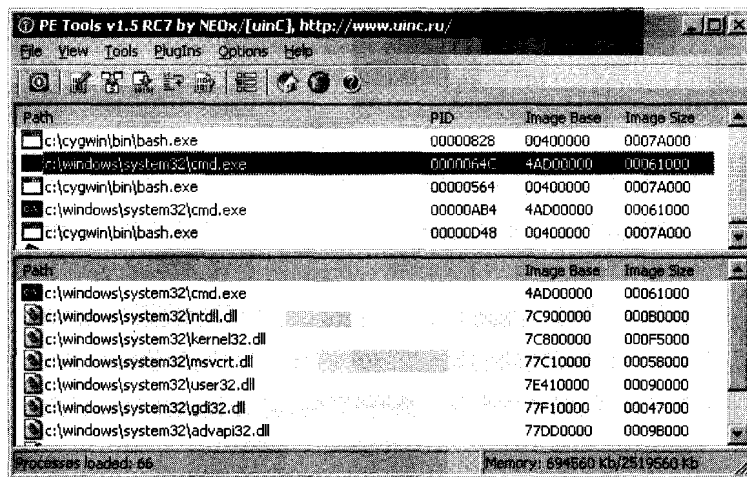 PE Tools v1.5 RC7 by NEOx/[uinC], http://www.uinc.ru/
File View Tools PlugIns Options Help
Path PID Image Base Image Size
c:\cygwin\bin\bash.exe 00000828 00400000 0007A000
c:\windows\system32\cmd.exe 0000064C 4AD00000 00061000
c:\cygwin\bin\bash.exe 00000564 00400000 0007A000
c:\windows\system32\cmd.exe 00000AB4 4AD00000 00061000
c:\cygwin\bin\bash.exe 00000D48 00400000 0007A000
Path Image Base Image Size
c:\windows\system32\cmd.exe 4AD00000 00061000
c:\windows\system32\ntdll.dll 7C900000 000B0000
c:\windows\system32\kernel32.dll 7C800000 000F5000
c:\windows\system32\msvcrt.dll 77C10000 00058000
c:\windows\system32\user32.dll 7E410000 00090000
c:\windows\system32\gdi32.dll 77F10000 00047000
c:\windows\system32\advapi32.dll 77DD0000 0009B000
Processes loaded: 66 Memory: 694560 Kb/2519560 Kb